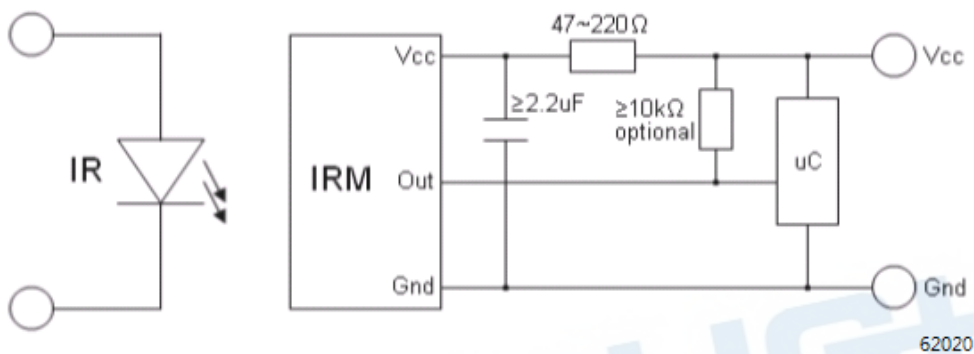 47~220Ω
Vcc
Vcc
≥2.2uF
≥10kΩ
optional
IR
IRM
Out
uC
Gnd
Gnd
62020